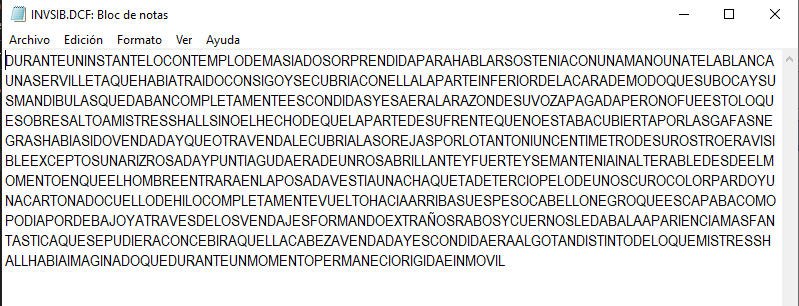 INVSIB.DCF: Bloc de notas
Archivo Edición Formato Ver Ayuda
DURANTEUNINSTANTELOCONTEMPLODEMASIADOSORPRENDIDAPARAHABLARSOSTENIACONUNAMANOUNATELABLANCA
UNASERVILLETAQUEHABIATRAIDOCONSIGOYSECUBRIACONELLALAPARTEINFERIORDELACARADEMODOQUESUBOCAYSU
SMANDIBULASQUEDABANCOMPLETAMENTEESCONDIDASYESAERALARAZONDESUVOZAPAGADAPERONOFUEESTOLOQU
ESOBRESALTOAMISTRESSHALLSINOELHECHODEQUELAPARTEDESUFRENTEQUENOESTABACUBIERTAPORLASGAFASNE
GRASHABIASIDOVENDADAYQUEOTRAVENDALECUBRIALASOREJASPORLOTANTONIUNCENTIMETRODESUROSTROERAVISI
BLEEXCEPTOSUNARIZROSADAYPUNTIAGUDAERADEUNROSABRILLANTEYFUERTEYSEMANTENIAINALTERABLEDESDEELM
OMENTOENQUEELHOMBREENTRARAENLAPOSADAVESTIAUNACHAQUETADETERCIOPELODEUNOSCUROCOLORPARDOYU
NACARTONADOCUELLODEHILOCOMPLETAMENTEVUELTOHACIAARRIBASUESPESOCABELLONEGROQUEESCAPABACOMO
PODIAPORDEBAJOYATRAVESDELOSVENDAJESFORMANDOEXTRAÑOSRABOSYCUERNOSLEDABALAAPARIENCIAMASFAN
TASTICAQUESEPUDIERACONCEBIRAQUELLACABEZAVENDADAYESCONDIDAERAALGOTANDISTINTODELOQUEMISTRESSH
ALLHABIAIMAGINADOQUEDURANTEUNMOMENTOPERMANECIORIGIDAEINMOVIL